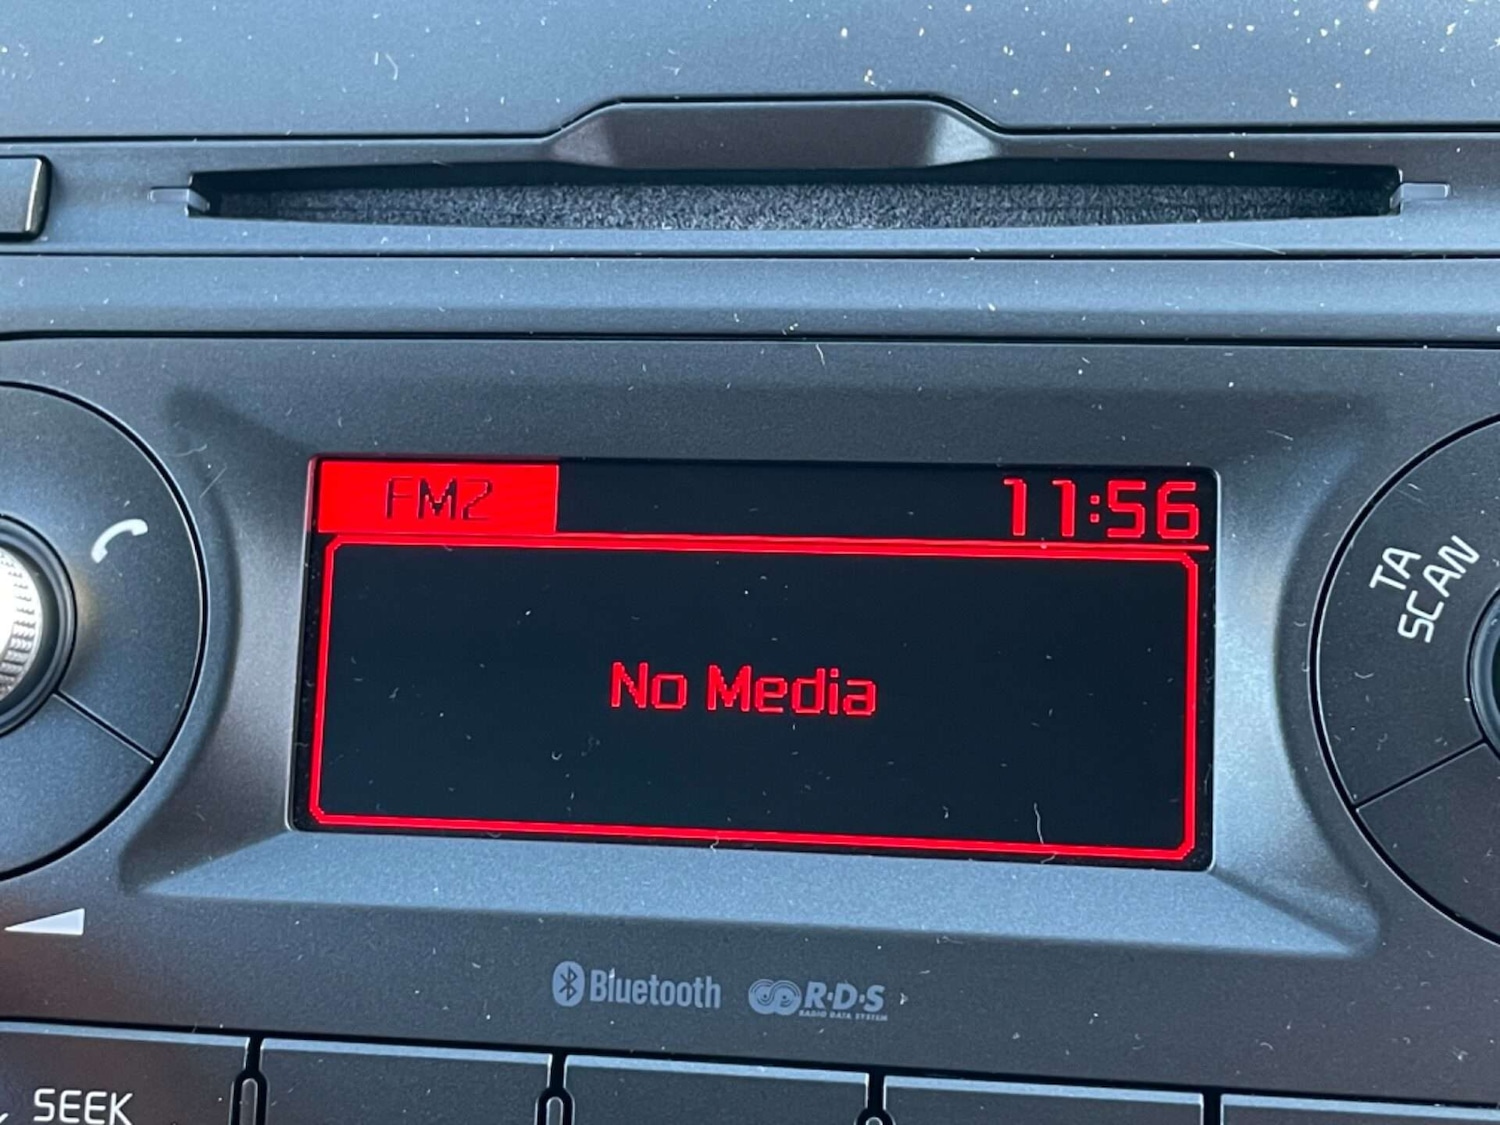 FM2
11:56
No Media
TA
SCAN
Bluetooth
R·D·S
RADIO DATA SYSTEM
SEEK